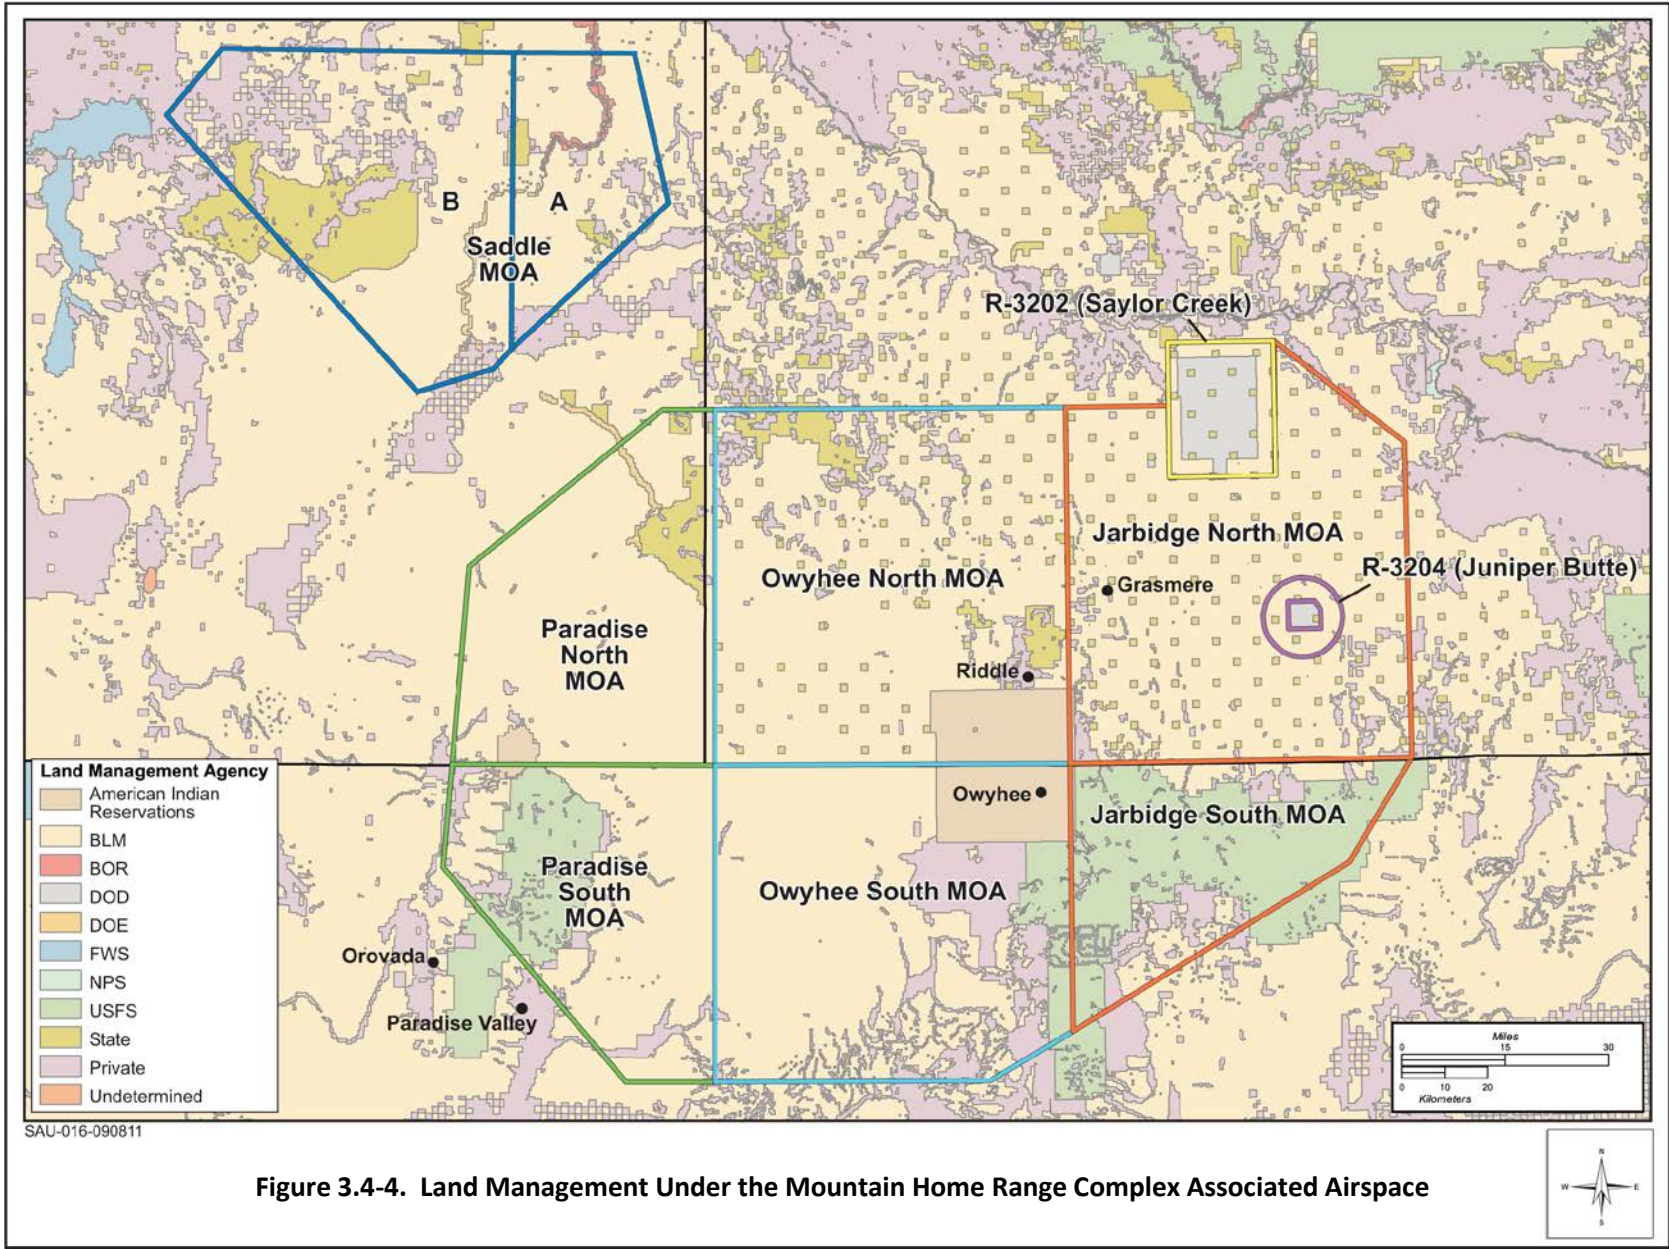 B
A
Saddle
MOA
R-3202 (Saylor Creek)
Jarbidge North MOA
R-3204 (Juniper Butte)
Owyhee North MOA
Grasmere
Paradise
North
MOA
Riddle
Land Management Agency
American Indian
Reservations
BLM
BOR
DOD
DOE
FWS
NPS
USFS
State
Private
Undetermined
Owyhee
Jarbidge South MOA
Paradise
South
MOA
Owyhee South MOA
Orovada
Paradise Valley
Miles
0 15 30
0 10 20
Kilometers
SAU-016-090811
Figure 3.4-4. Land Management Under the Mountain Home Range Complex Associated Airspace
N
W E
S